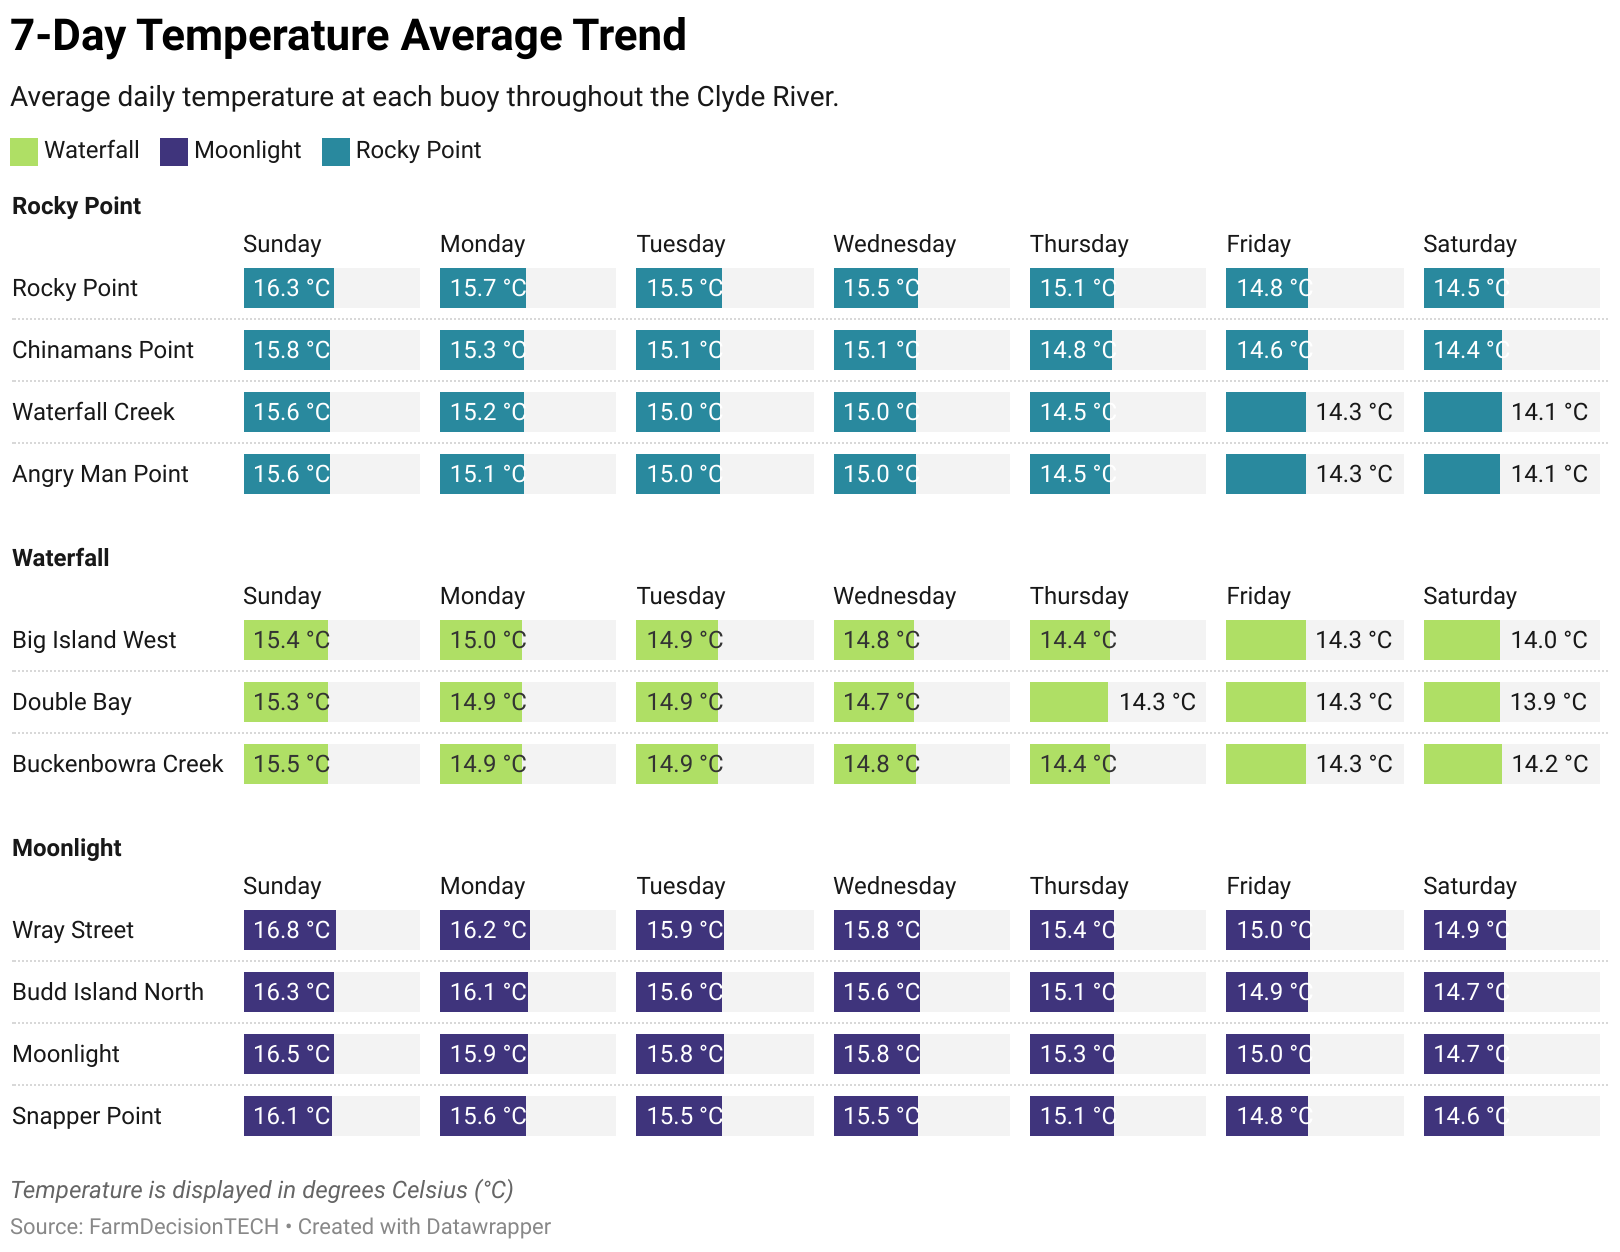 7-Day Temperature Average Trend
Average daily temperature at each buoy throughout the Clyde River.
Waterfall Moonlight Rocky Point
Rocky Point
Sunday Monday Tuesday Wednesday Thursday Friday Saturday
Rocky Point 16.3 °C 15.7 °C 15.5 °C 15.5 °C 15.1 °C 14.8 °C 14.5 °C
Chinamans Point 15.8 °C 15.3 °C 15.1 °C 15.1 °C 14.8 °C 14.6 °C 14.4 °C
Waterfall Creek 15.6 °C 15.2 °C 15.0 °C 15.0 °C 14.5 °C 14.3 °C 14.1 °C
Angry Man Point 15.6 °C 15.1 °C 15.0 °C 15.0 °C 14.5 °C 14.3 °C 14.1 °C
Waterfall
Sunday Monday Tuesday Wednesday Thursday Friday Saturday
Big Island West 15.4 °C 15.0 °C 14.9 °C 14.8 °C 14.4 °C 14.3 °C 14.0 °C
Double Bay 15.3 °C 14.9 °C 14.9 °C 14.7 °C 14.3 °C 14.3 °C 13.9 °C
Buckenbowra Creek 15.5 °C 14.9 °C 14.9 °C 14.8 °C 14.4 °C 14.3 °C 14.2 °C
Moonlight
Sunday Monday Tuesday Wednesday Thursday Friday Saturday
Wray Street 16.8 °C 16.2 °C 15.9 °C 15.8 °C 15.4 °C 15.0 °C 14.9 °C
Budd Island North 16.3 °C 16.1 °C 15.6 °C 15.6 °C 15.1 °C 14.9 °C 14.7 °C
Moonlight 16.5 °C 15.9 °C 15.8 °C 15.8 °C 15.3 °C 15.0 °C 14.7 °C
Snapper Point 16.1 °C 15.6 °C 15.5 °C 15.5 °C 15.1 °C 14.8 °C 14.6 °C
Temperature is displayed in degrees Celsius (°C)
Source: FarmDecisionTECH • Created with Datawrapper